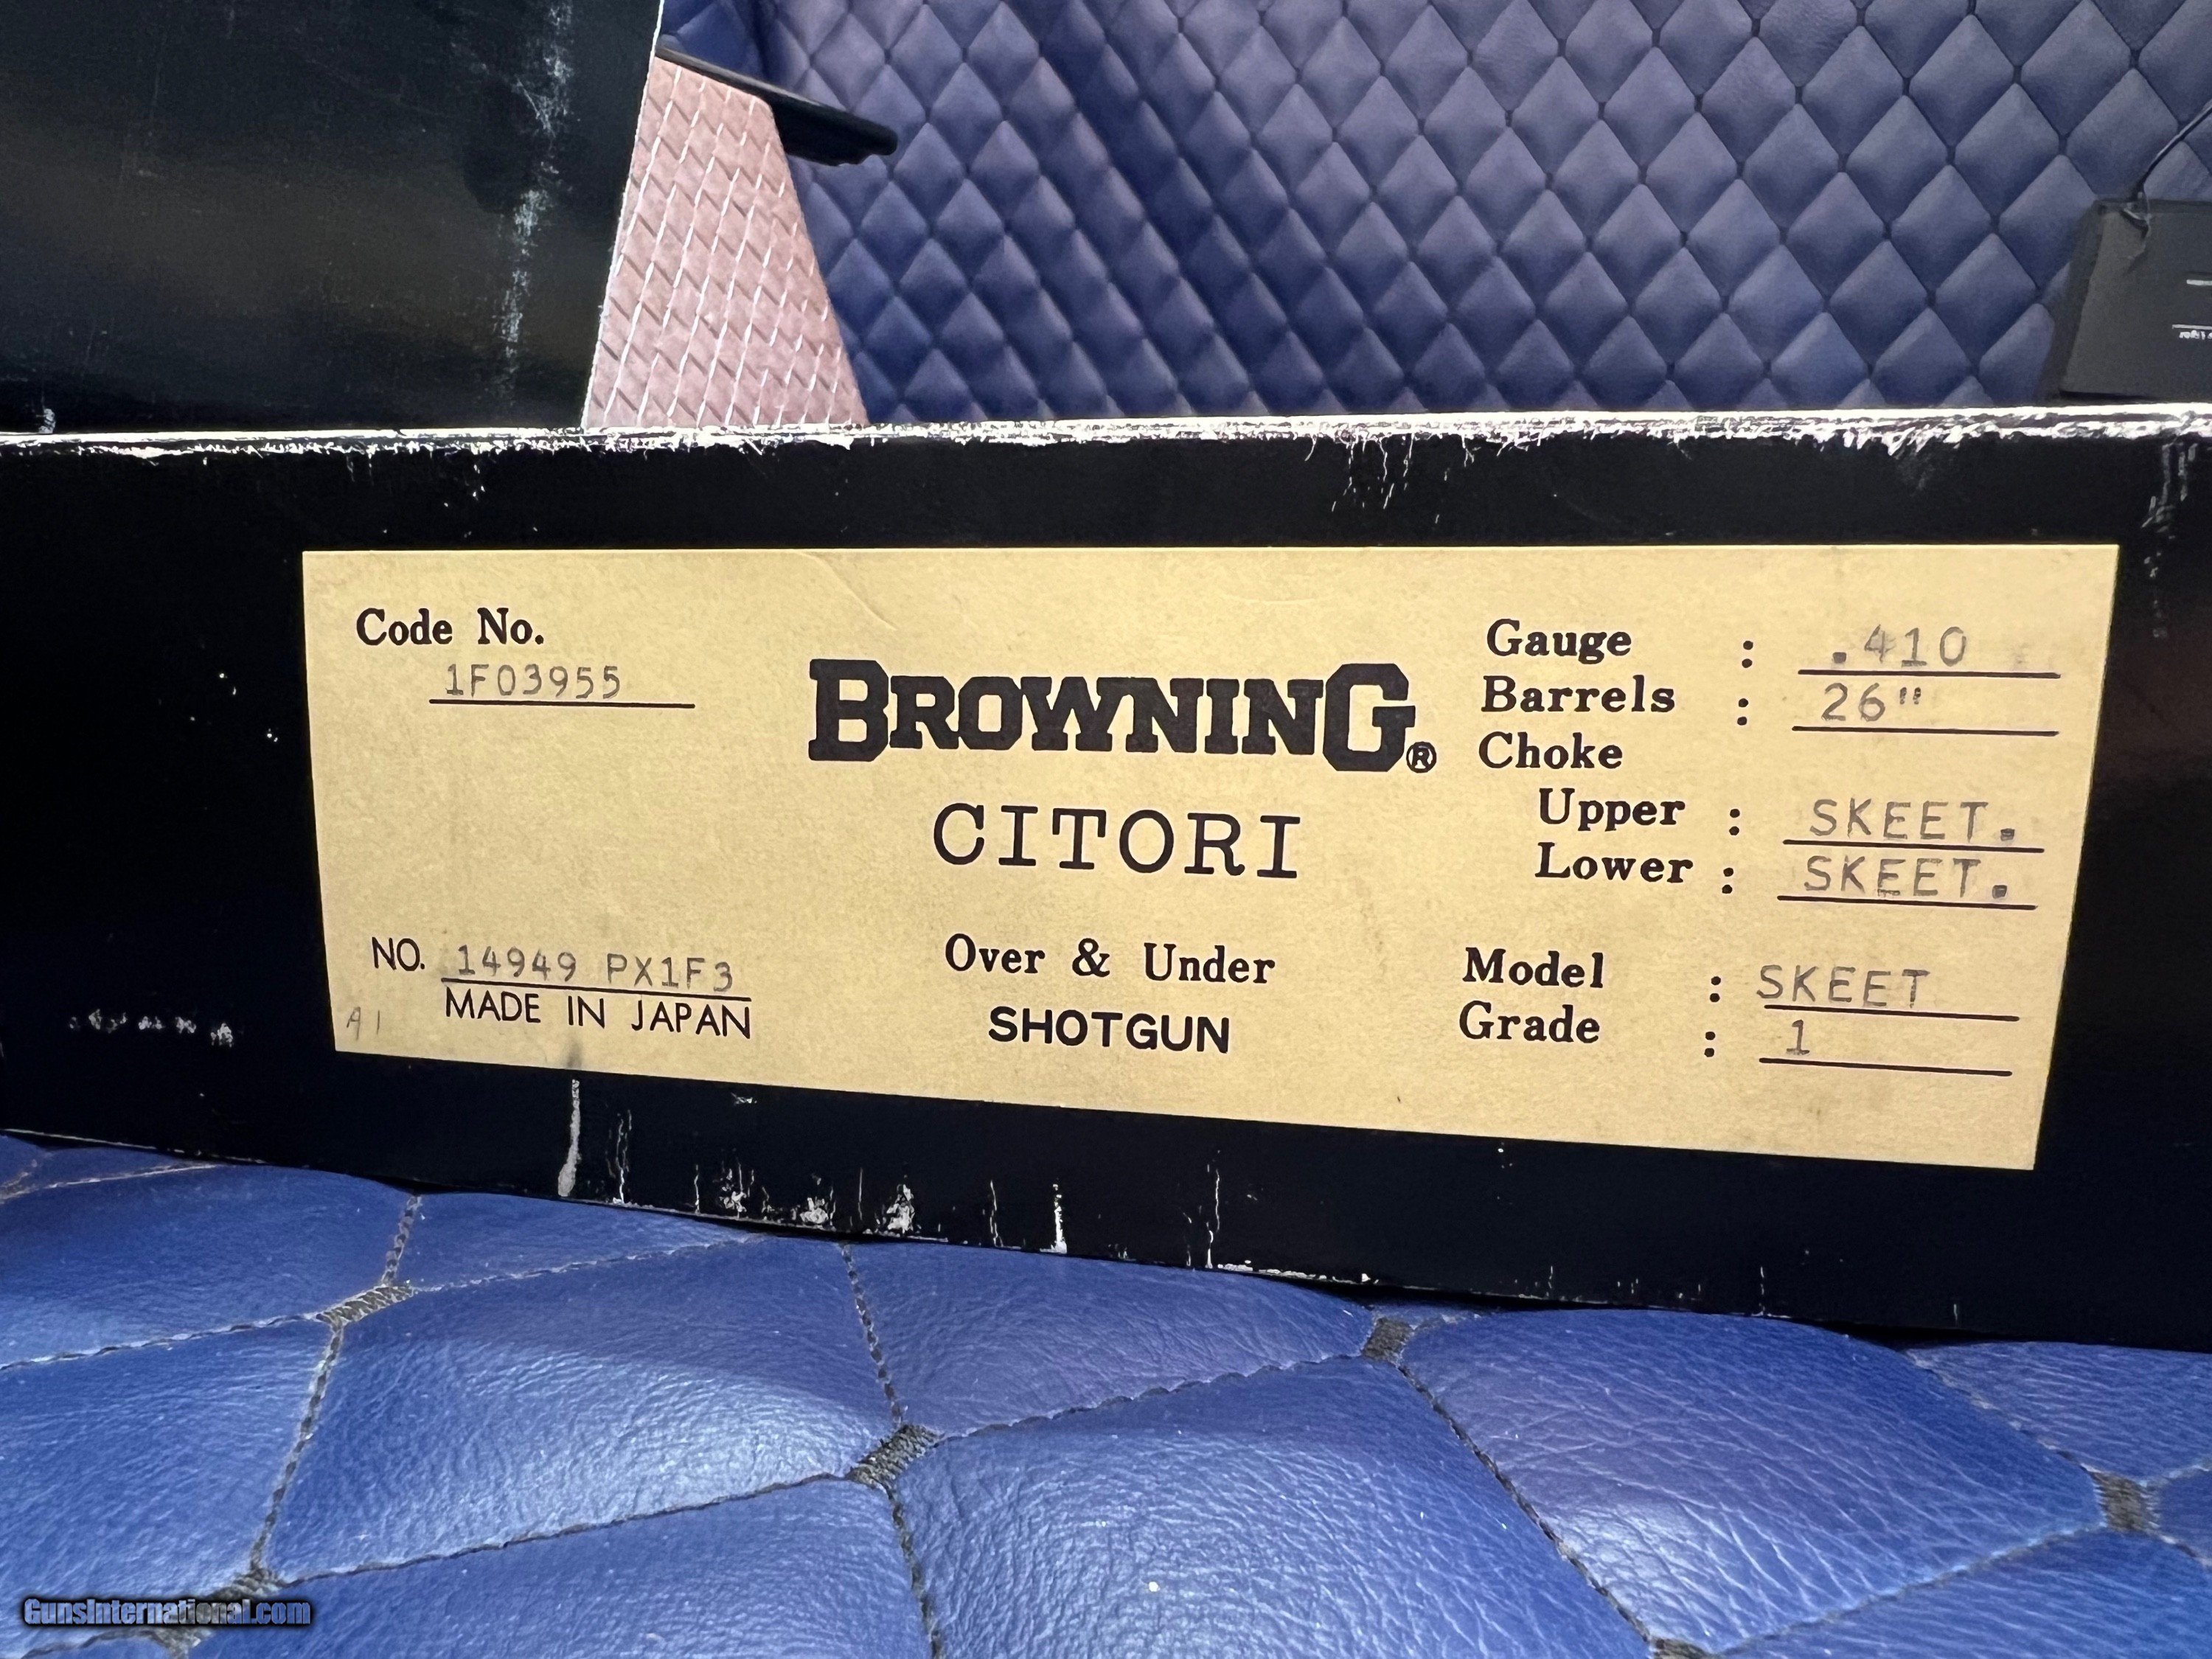 Code No.
1F03955
BROWNING®
CITORI
Over & Under
SHOTGUN
NO. 14949 PX1F3
MADE IN JAPAN
A1
Gauge : .410
Barrels : 26"
Choke
Upper : SKEET.
Lower : SKEET.
Model : SKEET
Grade : 1
GunsInternational.com